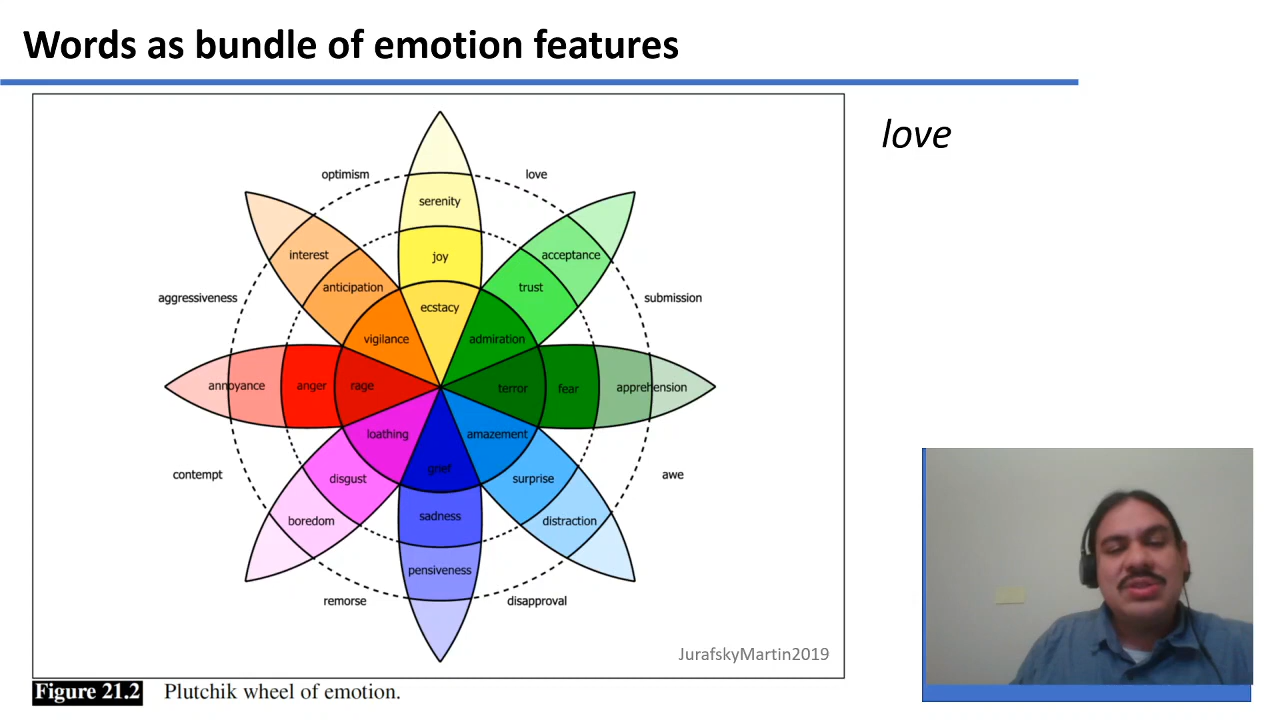 Words as bundle of emotion features
love
optimism
love
serenity
interest
acceptance
joy
anticipation
trust
aggressiveness
submission
ecstacy
vigilance
admiration
annoyance
anger
rage
terror
fear
apprehension
loathing
amazement
grief
contempt
disgust
surprise
awe
sadness
boredom
distraction
pensiveness
remorse
disapproval
JurafskyMartin2019
Figure 21.2 Plutchik wheel of emotion.